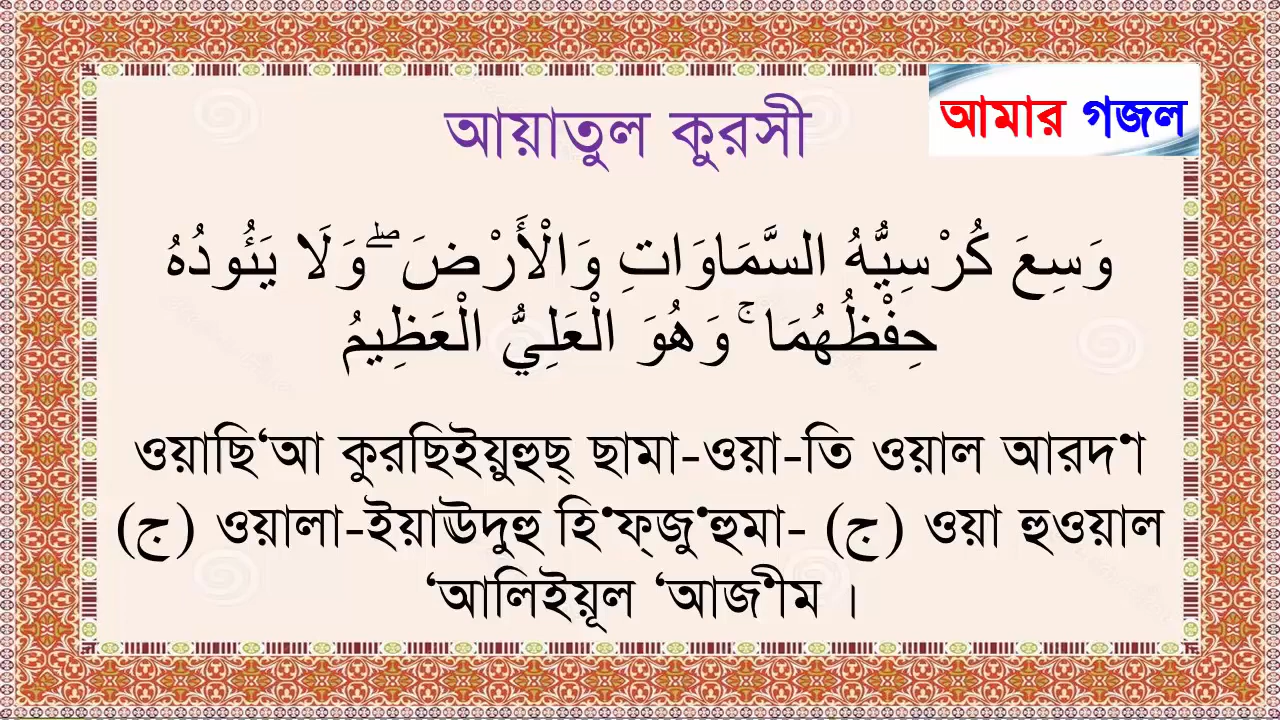 আয়াতুল কুরসী
আমার গজল
وَسِعَ كُرْسِيُّهُ السَّمَاوَاتِ وَالْأَرْضَ ۖ وَلَا يَئُودُهُ
حِفْظُهُمَا ۚ وَهُوَ الْعَلِيُّ الْعَظِيمُ
ওয়াছি‘আ কুরছিইয়ুহুছ্ ছামা-ওয়া-তি ওয়াল আরদ'া
(ج) ওয়ালা-ইয়াঊদুহু হি'ফ্জু'হুমা- (ج) ওয়া হুওয়াল
‘আলিইয়ূল ‘আজ'ীম ।